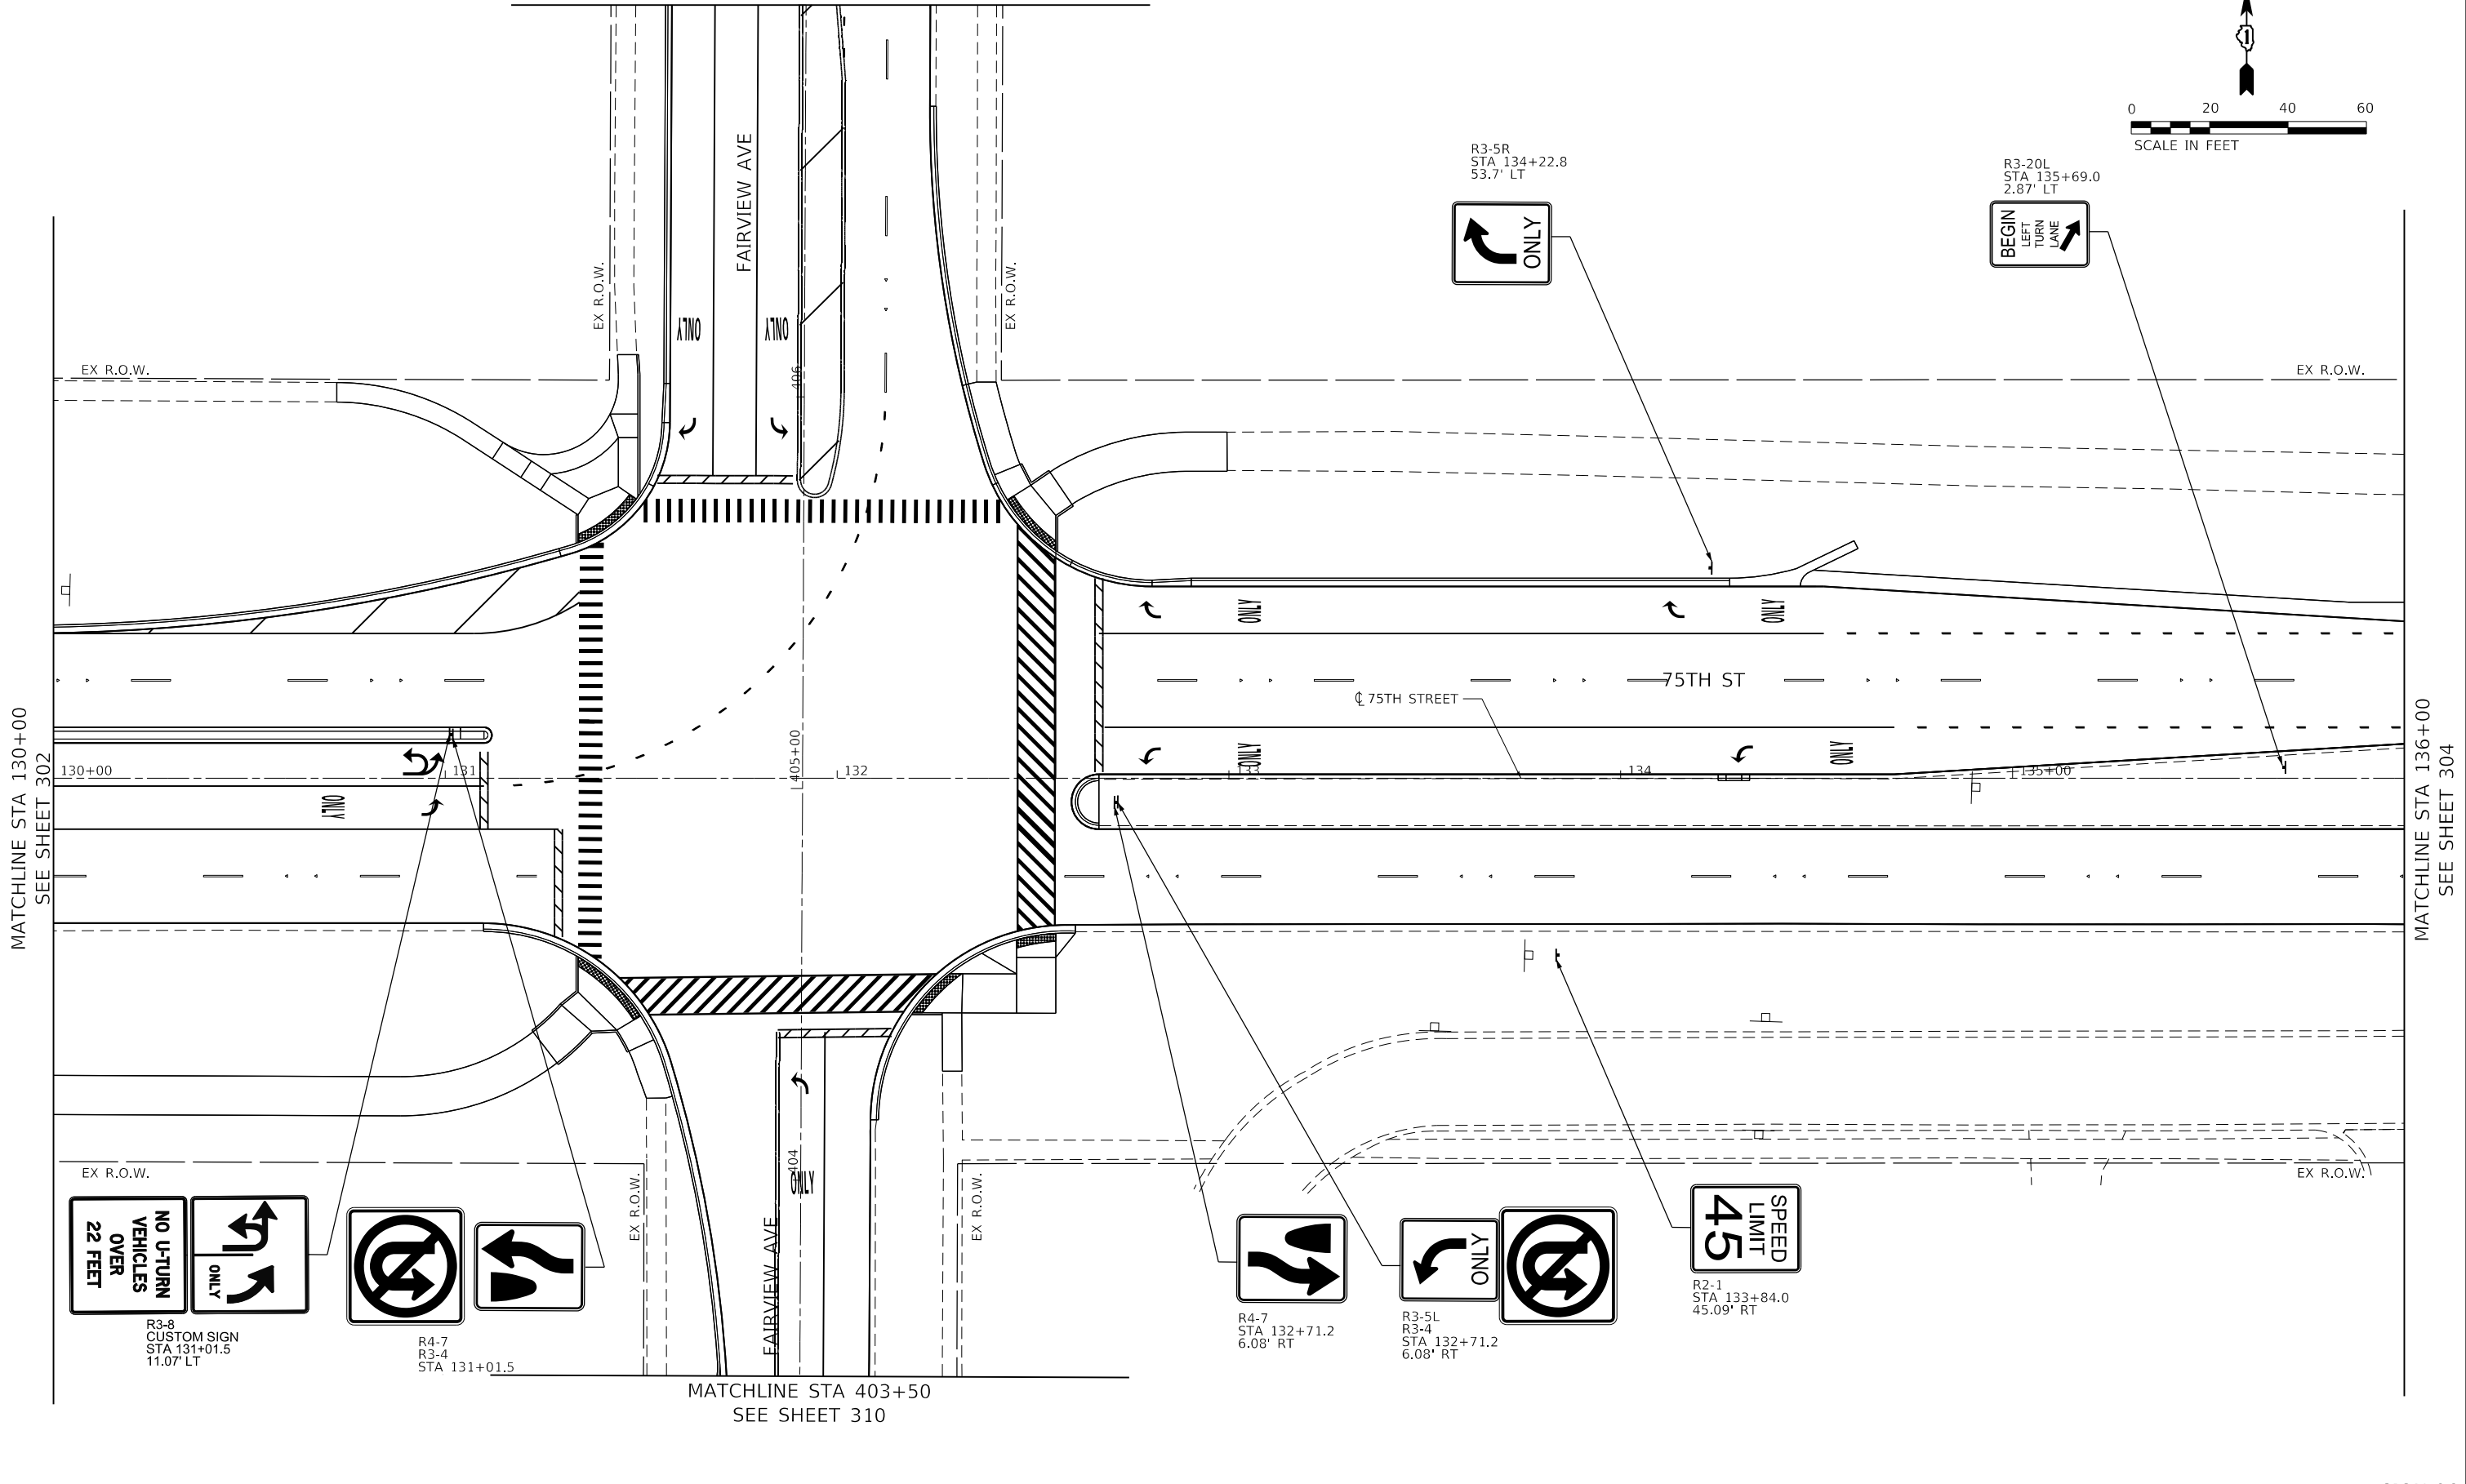 0 20 40 60
SCALE IN FEET
R3-5R
STA 134+22.8
53.7' LT
ONLY
R3-20L
STA 135+69.0
2.87' LT
BEGIN
LEFT
TURN
LANE
FAIRVIEW AVE
EX R.O.W.
EX R.O.W.
ONLY
ONLY
406
EX R.O.W.
EX R.O.W.
ONLY
ONLY
75TH ST
℄ 75TH STREET
MATCHLINE STA 130+00
SEE SHEET 302
MATCHLINE STA 136+00
SEE SHEET 304
ONLY
ONLY
L405+00
130+00
131
132
133
134
135+00
ONLY
404
ONLY
EX R.O.W.
EX R.O.W.
EX R.O.W.
EX R.O.W.
FAIRVIEW AVE
NO U-TURN
VEHICLES
OVER
22 FEET
ONLY
R3-8
CUSTOM SIGN
STA 131+01.5
11.07' LT
R4-7
R3-4
STA 131+01.5
R4-7
STA 132+71.2
6.08' RT
ONLY
R3-5L
R3-4
STA 132+71.2
6.08' RT
SPEED
LIMIT
45
R2-1
STA 133+84.0
45.09' RT
MATCHLINE STA 403+50
SEE SHEET 310